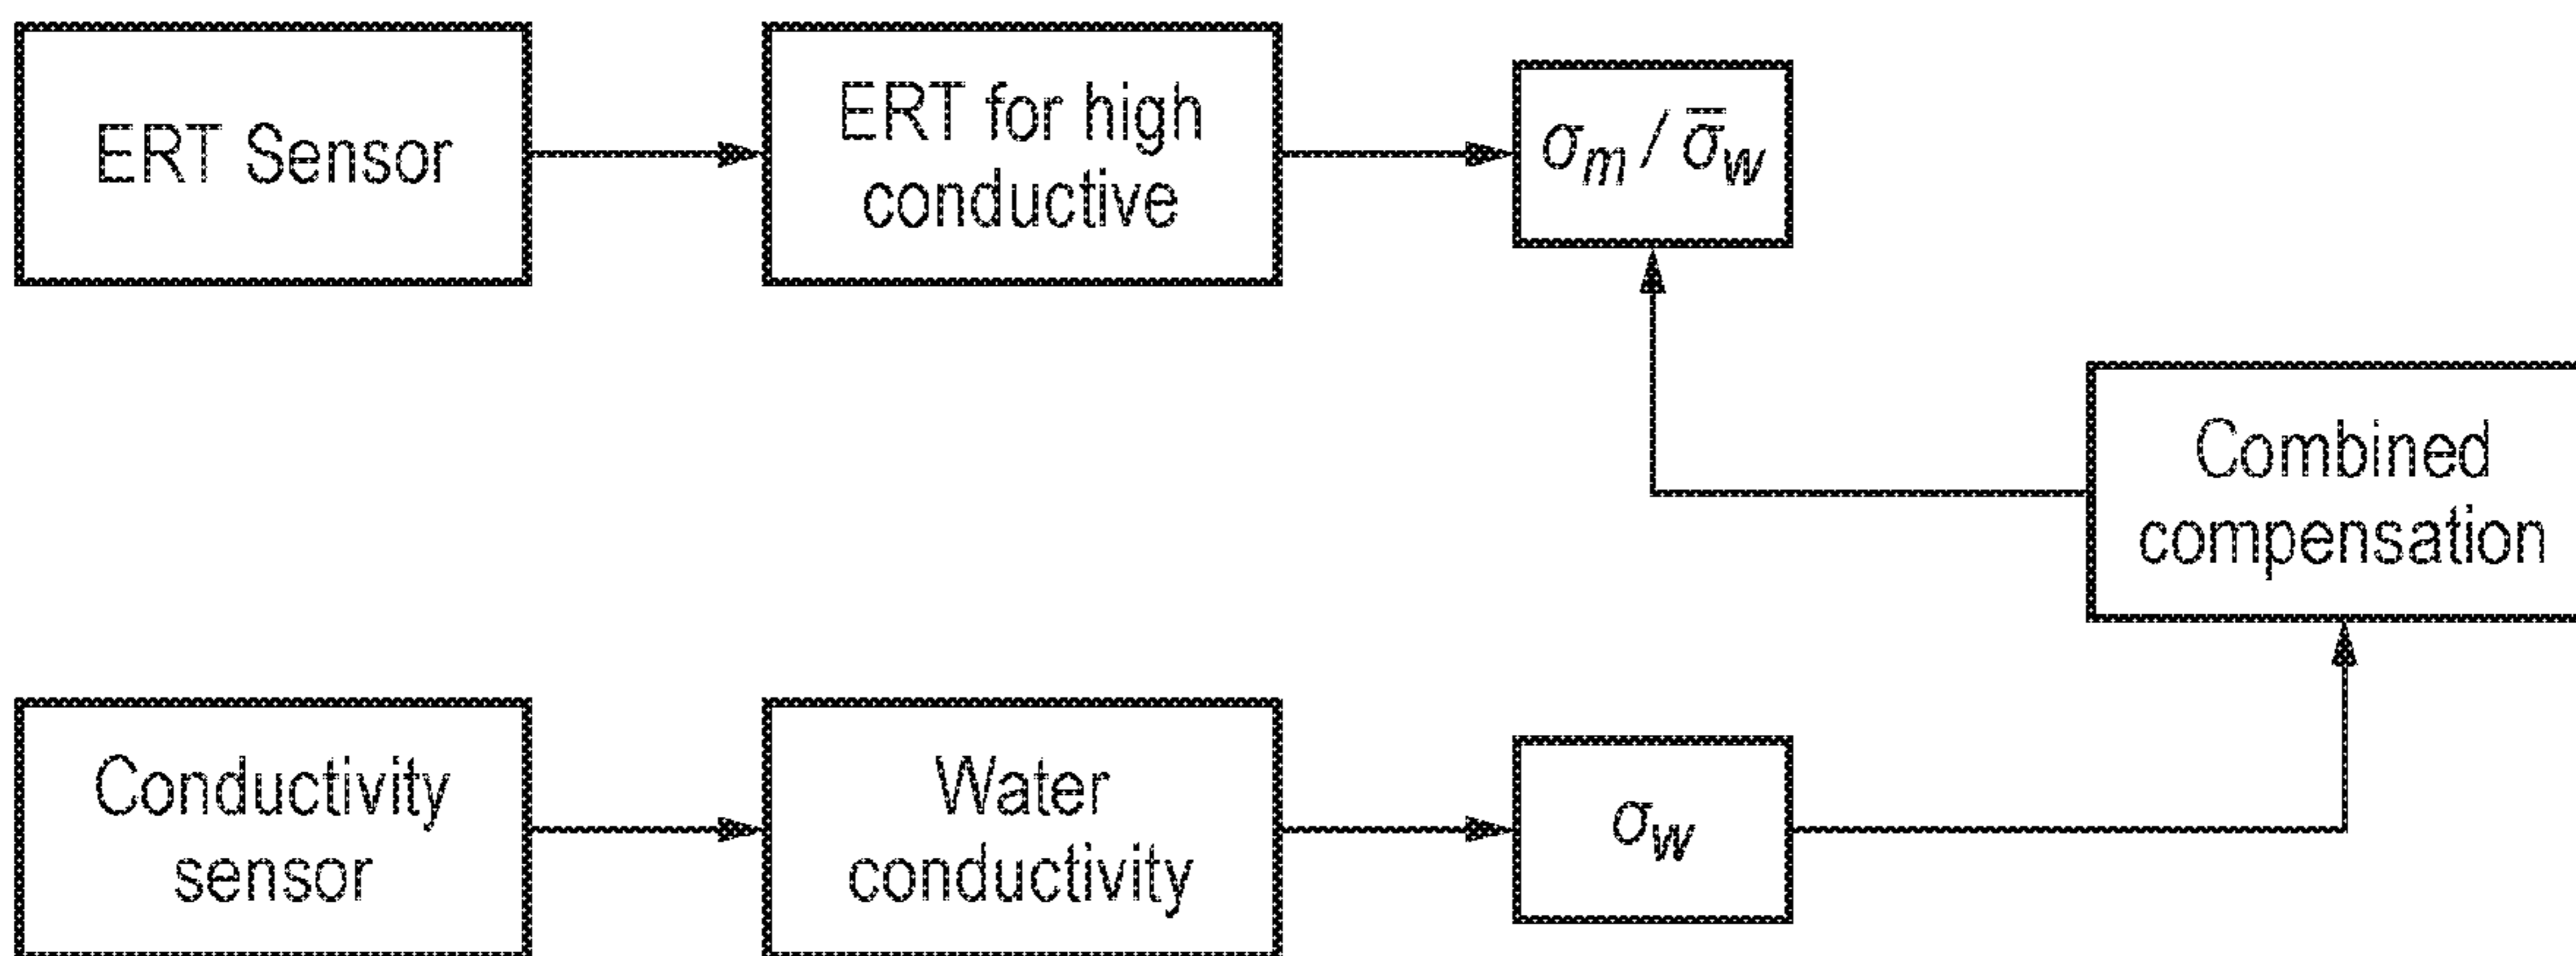 ERT Sensor
ERT for high
conductive
σm / σ̅w
Combined
compensation
Conductivity
sensor
Water
conductivity
σw